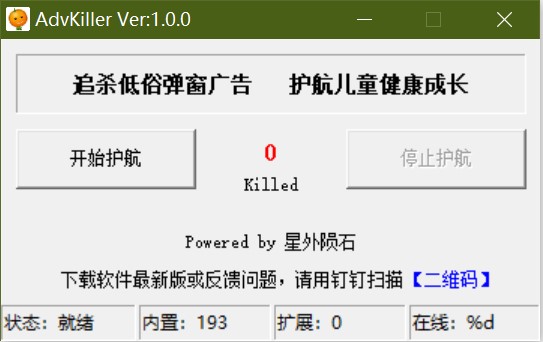 AdvKiller Ver:1.0.0
追杀低俗弹窗广告 护航儿童健康成长
开始护航 0 停止护航
Killed
Powered by 星外陨石
下载软件最新版或反馈问题，请用钉钉扫描【二维码】
状态：就绪 内置：193 扩展：0 在线：%d